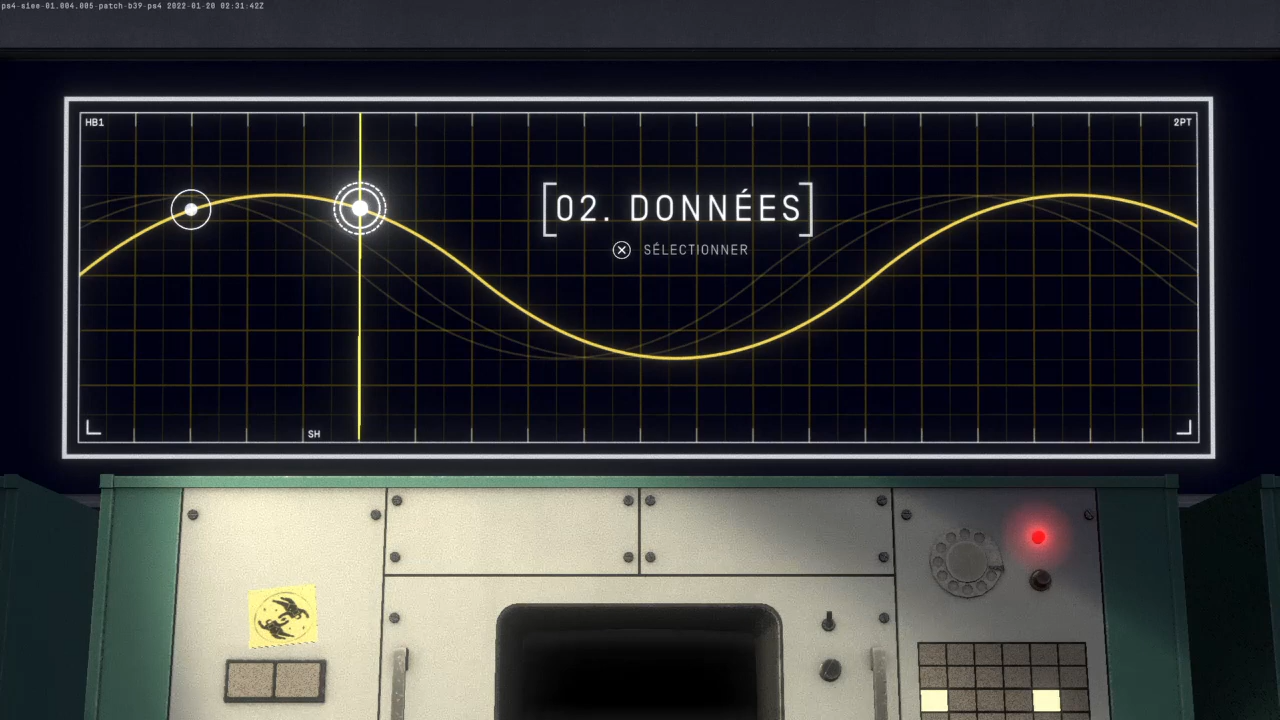 ps4-siee-01.004.005-patch-b39-ps4 2022-01-20 02:31:42Z
HB1
2PT
[02. DONNÉES]
SÉLECTIONNER
SH